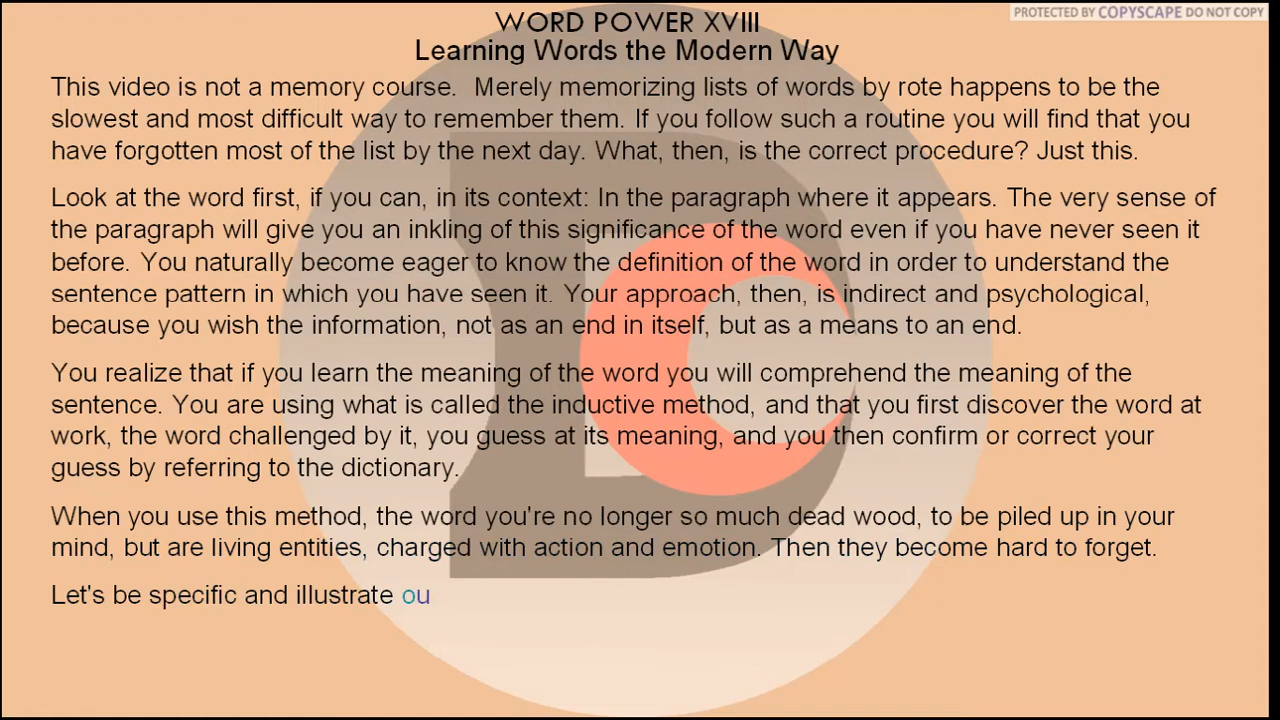 PROTECTED BY COPYSCAPE DO NOT COPY
WORD POWER XVIII
Learning Words the Modern Way
This video is not a memory course. Merely memorizing lists of words by rote happens to be the
slowest and most difficult way to remember them. If you follow such a routine you will find that you
have forgotten most of the list by the next day. What, then, is the correct procedure? Just this.
Look at the word first, if you can, in its context: In the paragraph where it appears. The very sense of
the paragraph will give you an inkling of this significance of the word even if you have never seen it
before. You naturally become eager to know the definition of the word in order to understand the
sentence pattern in which you have seen it. Your approach, then, is indirect and psychological,
because you wish the information, not as an end in itself, but as a means to an end.
You realize that if you learn the meaning of the word you will comprehend the meaning of the
sentence. You are using what is called the inductive method, and that you first discover the word at
work, the word challenged by it, you guess at its meaning, and you then confirm or correct your
guess by referring to the dictionary.
When you use this method, the word you're no longer so much dead wood, to be piled up in your
mind, but are living entities, charged with action and emotion. Then they become hard to forget.
Let's be specific and illustrate ou